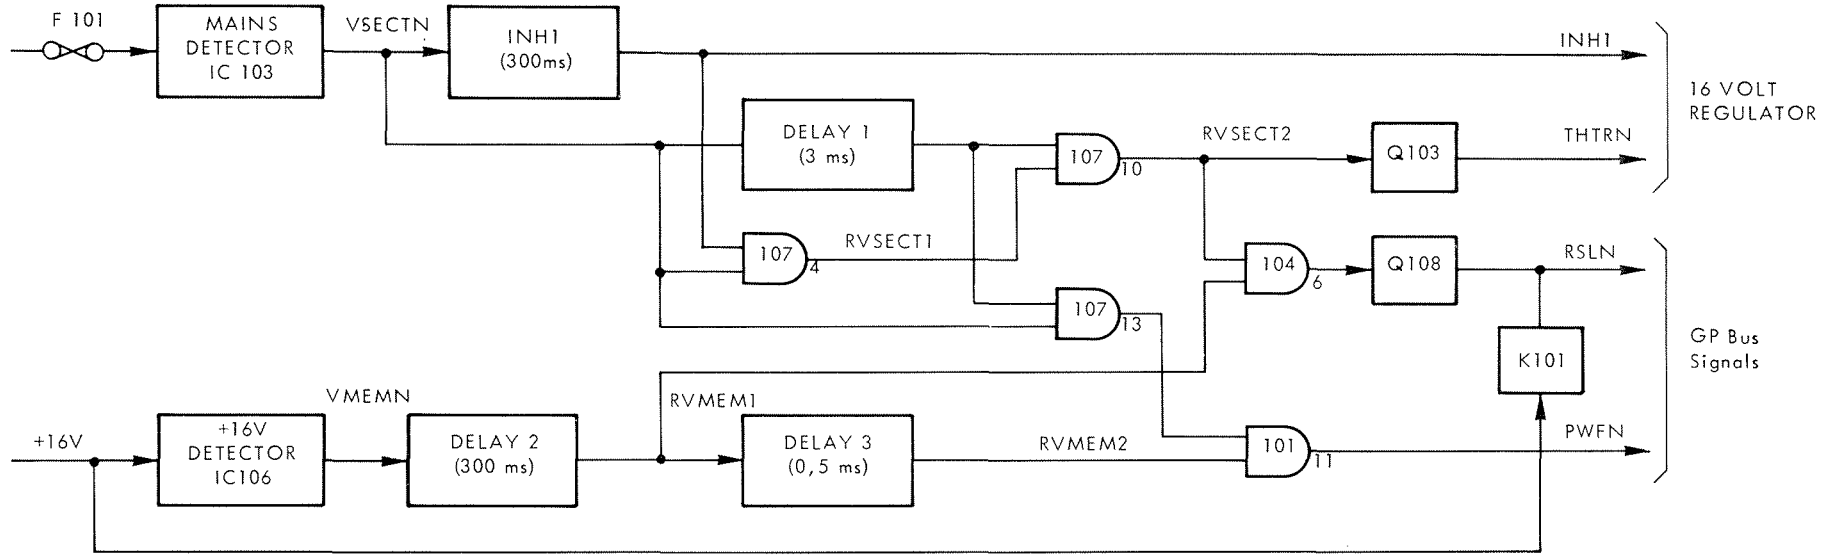 F 101
MAINS
DETECTOR
IC 103
VSECTN
INH1
(300ms)
INH1
16 VOLT
REGULATOR
DELAY 1
(3 ms)
107
10
RVSECT2
Q103
THTRN
107
4
RVSECT1
104
6
Q108
RSLN
107
13
K101
GP Bus
Signals
+16V
+16V
DETECTOR
IC106
VMEMN
DELAY 2
(300 ms)
RVMEM1
DELAY 3
(0,5 ms)
RVMEM2
101
11
PWFN